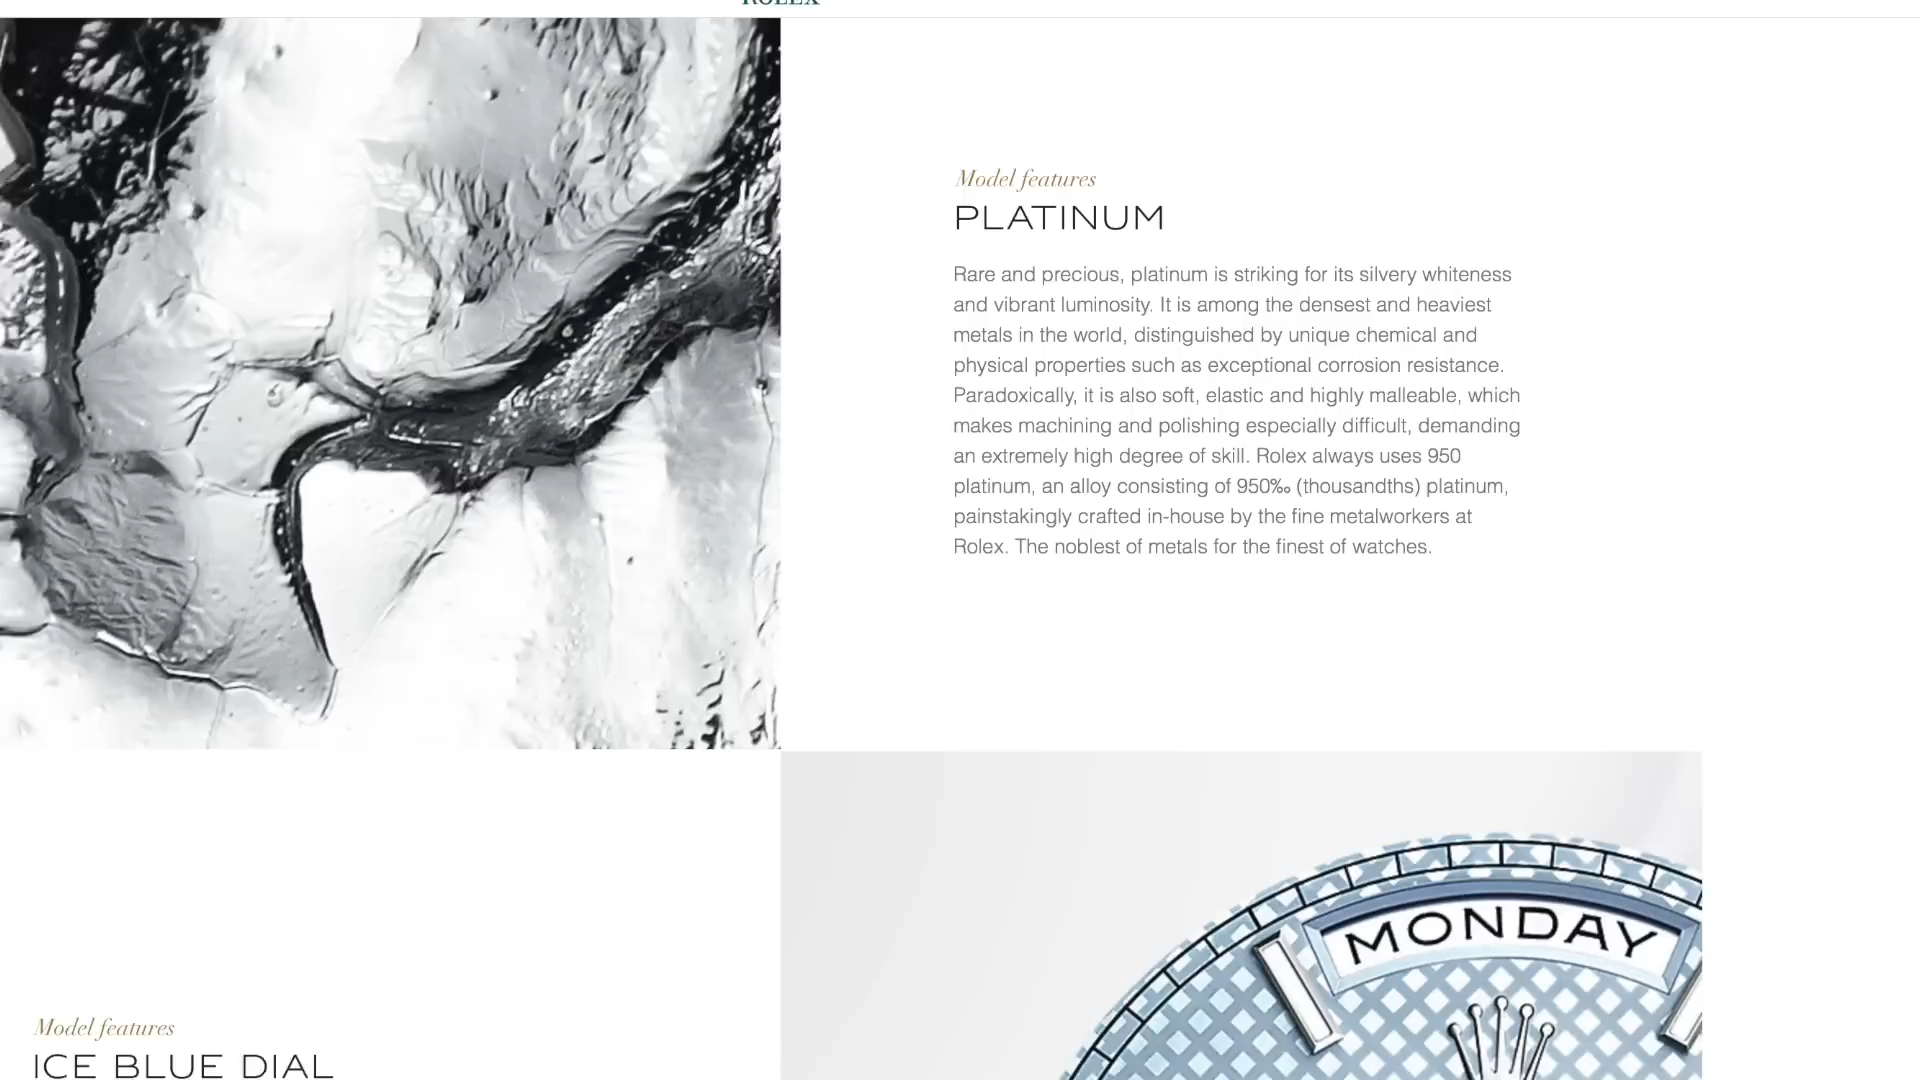 ROLEX
Model features
PLATINUM
Rare and precious, platinum is striking for its silvery whiteness
and vibrant luminosity. It is among the densest and heaviest
metals in the world, distinguished by unique chemical and
physical properties such as exceptional corrosion resistance.
Paradoxically, it is also soft, elastic and highly malleable, which
makes machining and polishing especially difficult, demanding
an extremely high degree of skill. Rolex always uses 950
platinum, an alloy consisting of 950‰ (thousandths) platinum,
painstakingly crafted in-house by the fine metalworkers at
Rolex. The noblest of metals for the finest of watches.
MONDAY
Model features
ICE BLUE DIAL